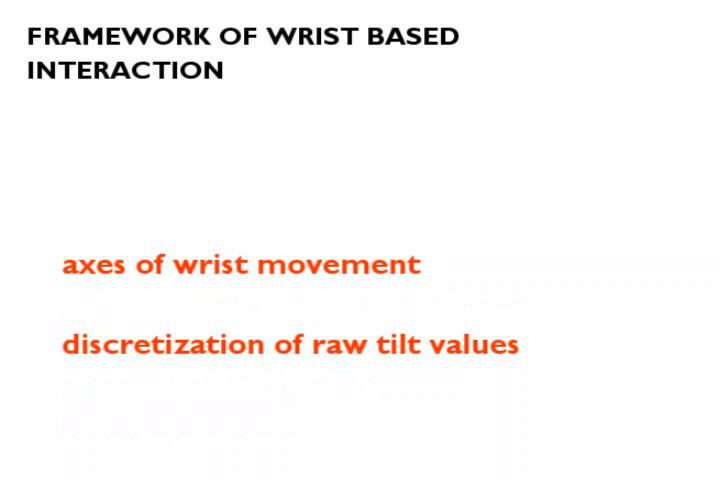 FRAMEWORK OF WRIST BASED
INTERACTION
axes of wrist movement
discretization of raw tilt values